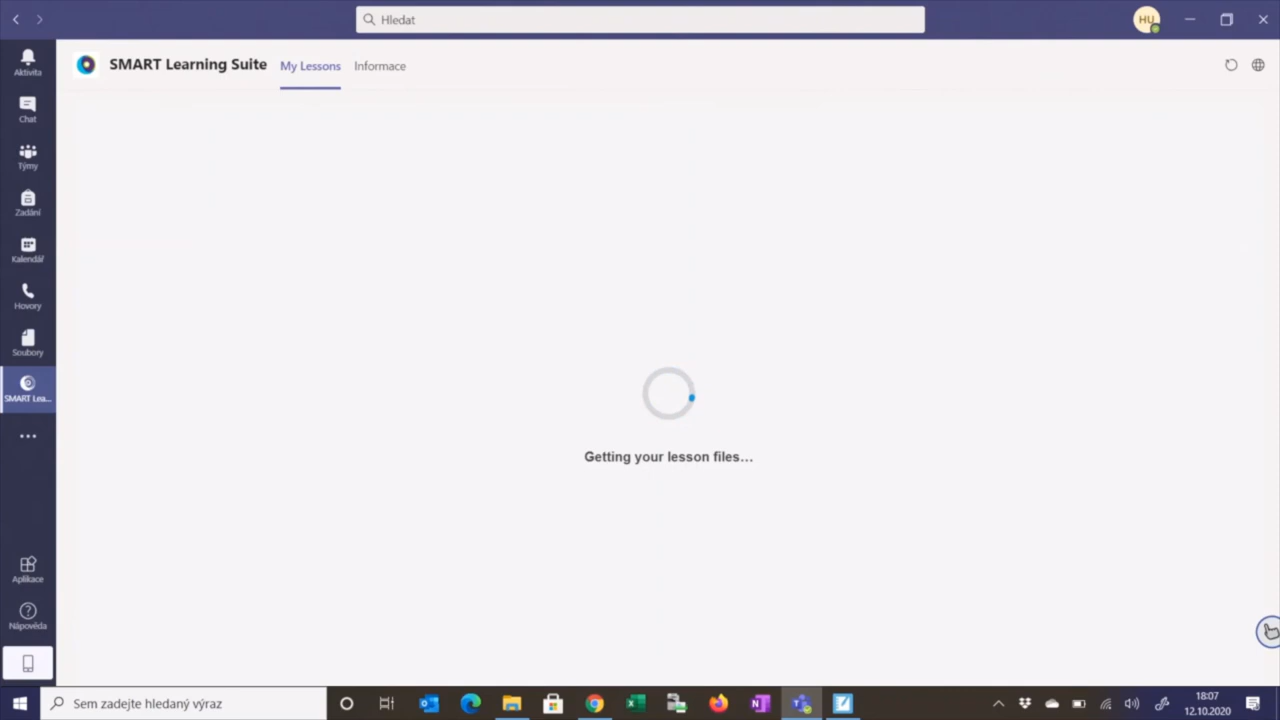 Hledat
HU
Aktivita
Chat
Týmy
Zadání
Kalendář
Hovory
Soubory
SMART Lea...
Aplikace
Nápověda
SMART Learning Suite
My Lessons
Informace
Getting your lesson files...
Sem zadejte hledaný výraz
18:07
12.10.2020